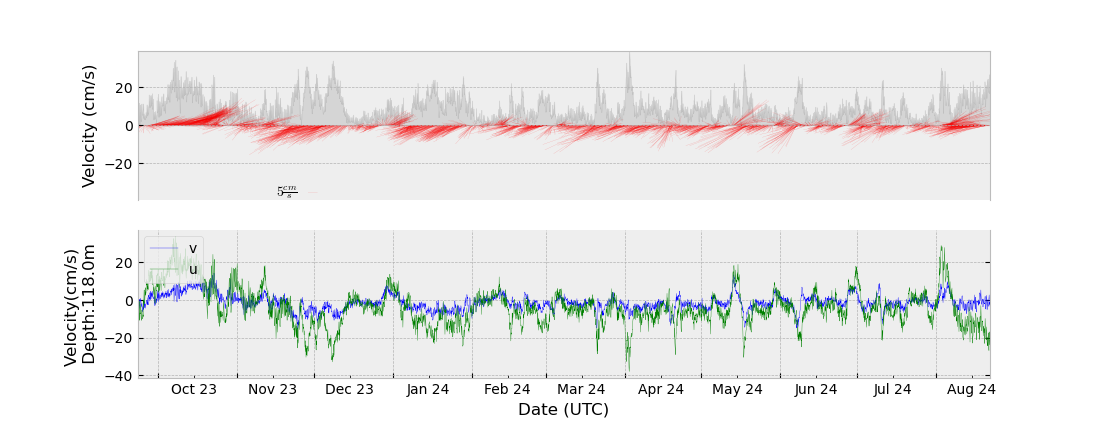 Velocity (cm/s)
20
0
−20
5 cm/s
Velocity(cm/s)
Depth:118.0m
20
0
−20
−40
v
u
Oct 23 Nov 23 Dec 23 Jan 24 Feb 24 Mar 24 Apr 24 May 24 Jun 24 Jul 24 Aug 24
Date (UTC)